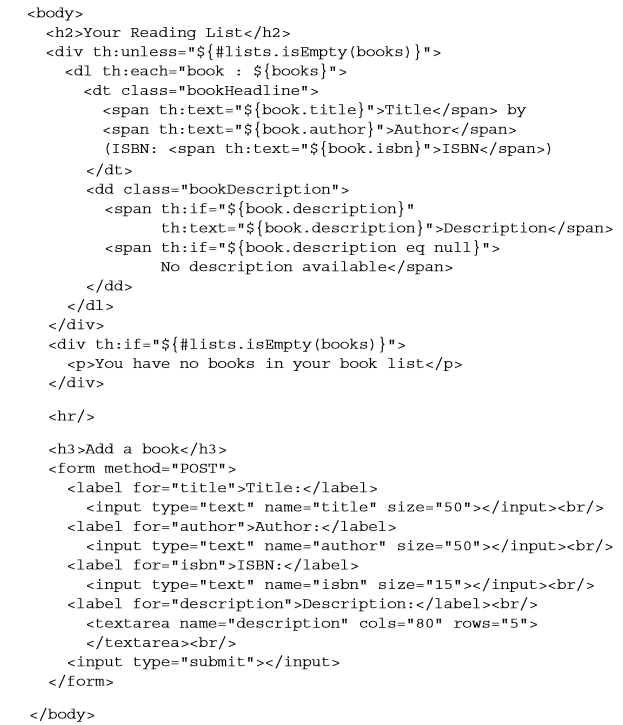 <body>
<h2>Your Reading List</h2>
<div th:unless="${#lists.isEmpty(books)}">
<dl th:each="book : ${books}">
<dt class="bookHeadline">
<span th:text="${book.title}">Title</span> by
<span th:text="${book.author}">Author</span>
(ISBN: <span th:text="${book.isbn}">ISBN</span>)
</dt>
<dd class="bookDescription">
<span th:if="${book.description}"
th:text="${book.description}">Description</span>
<span th:if="${book.description eq null}">
No description available</span>
</dd>
</dl>
</div>
<div th:if="${#lists.isEmpty(books)}">
<p>You have no books in your book list</p>
</div>
<hr/>
<h3>Add a book</h3>
<form method="POST">
<label for="title">Title:</label>
<input type="text" name="title" size="50"></input><br/>
<label for="author">Author:</label>
<input type="text" name="author" size="50"></input><br/>
<label for="isbn">ISBN:</label>
<input type="text" name="isbn" size="15"></input><br/>
<label for="description">Description:</label><br/>
<textarea name="description" cols="80" rows="5">
</textarea><br/>
<input type="submit"></input>
</form>
</body>